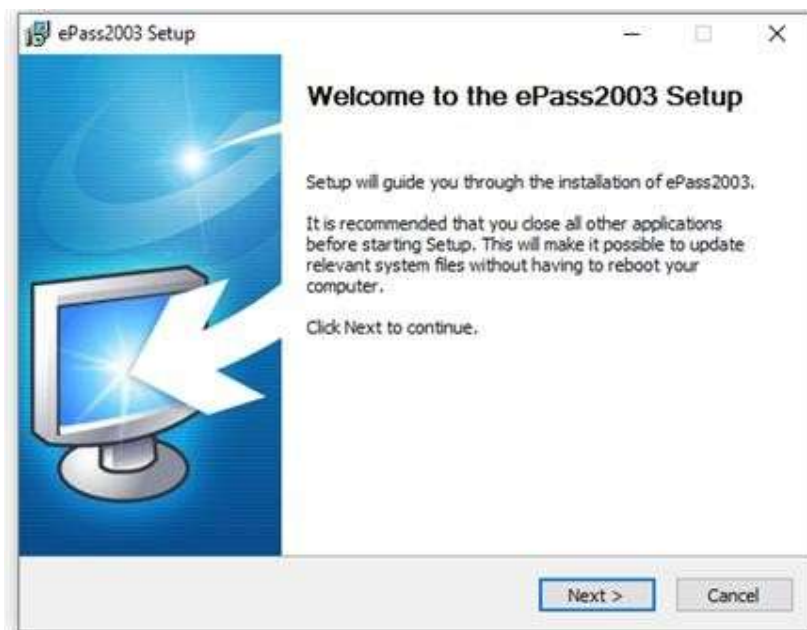 ePass2003 Setup
Welcome to the ePass2003 Setup
Setup will guide you through the installation of ePass2003.
It is recommended that you close all other applications
before starting Setup. This will make it possible to update
relevant system files without having to reboot your
computer.
Click Next to continue.
Next >
Cancel